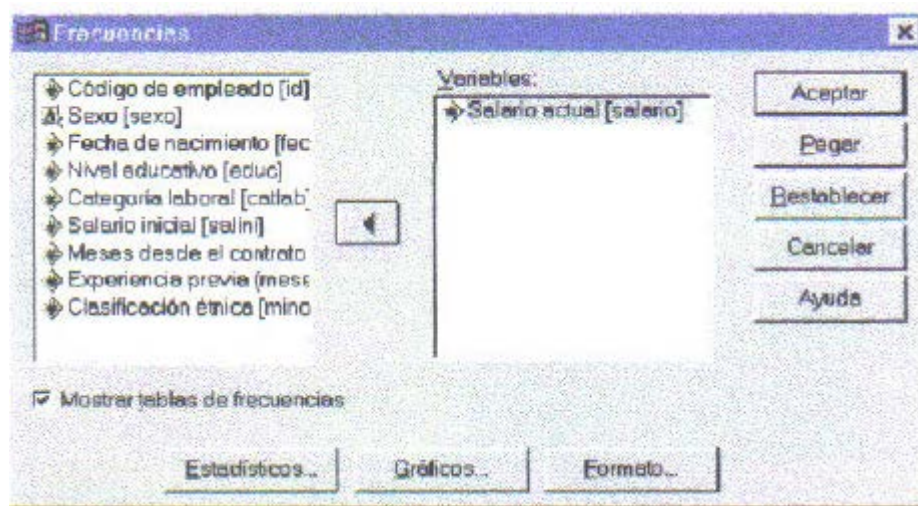 Frecuencias
Código de empleado [id]
Sexo [sexo]
Fecha de nacimiento [fec
Nivel educativo [educ]
Categoría laboral [catlab]
Salario inicial [salini]
Meses desde el contrato
Experiencia previa (mese
Clasificación étnica [mino
Variables:
Salario actual [salario]
Aceptar
Pegar
Restablecer
Cancelar
Ayuda
Mostrar tablas de frecuencias
Estadísticos... Gráficos... Formato...